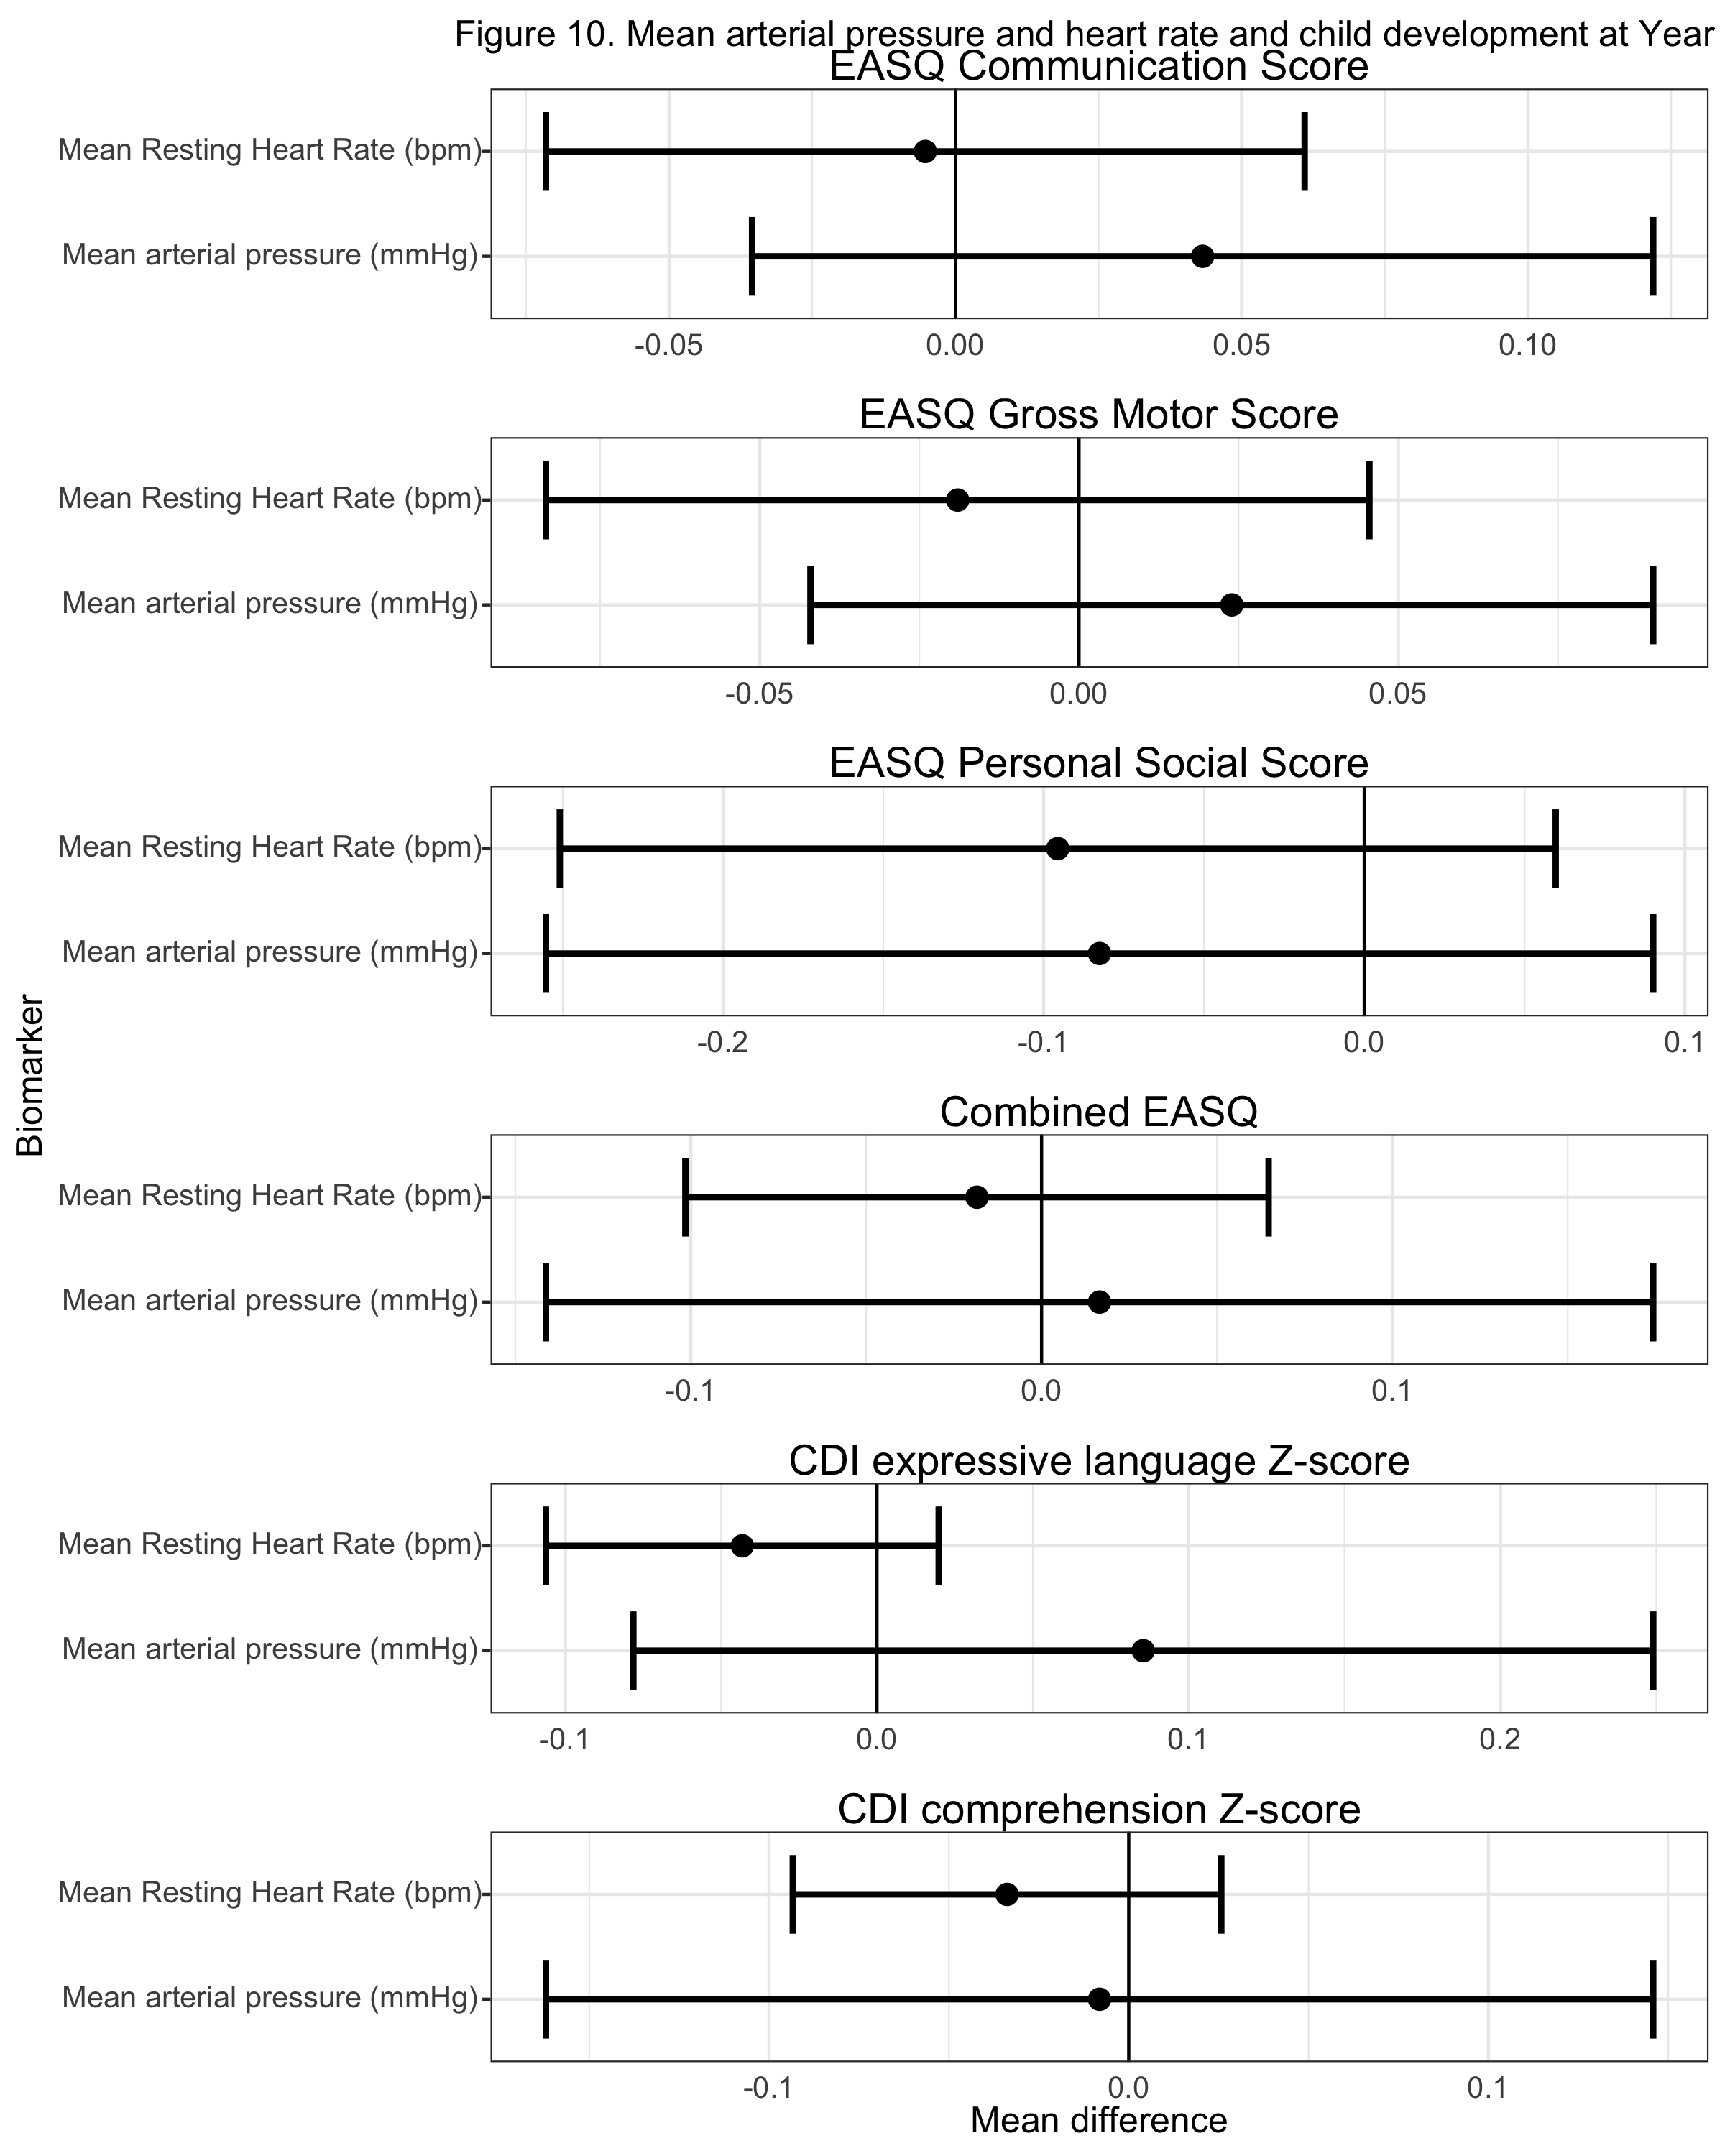 Figure 10. Mean arterial pressure and heart rate and child development at Year
EASQ Communication Score
Mean Resting Heart Rate (bpm)
Mean arterial pressure (mmHg)
-0.05 0.00 0.05 0.10
EASQ Gross Motor Score
Mean Resting Heart Rate (bpm)
Mean arterial pressure (mmHg)
-0.05 0.00 0.05
EASQ Personal Social Score
Mean Resting Heart Rate (bpm)
Mean arterial pressure (mmHg)
-0.2 -0.1 0.0 0.1
Biomarker
Combined EASQ
Mean Resting Heart Rate (bpm)
Mean arterial pressure (mmHg)
-0.1 0.0 0.1
CDI expressive language Z-score
Mean Resting Heart Rate (bpm)
Mean arterial pressure (mmHg)
-0.1 0.0 0.1 0.2
CDI comprehension Z-score
Mean Resting Heart Rate (bpm)
Mean arterial pressure (mmHg)
-0.1 0.0 0.1
Mean difference